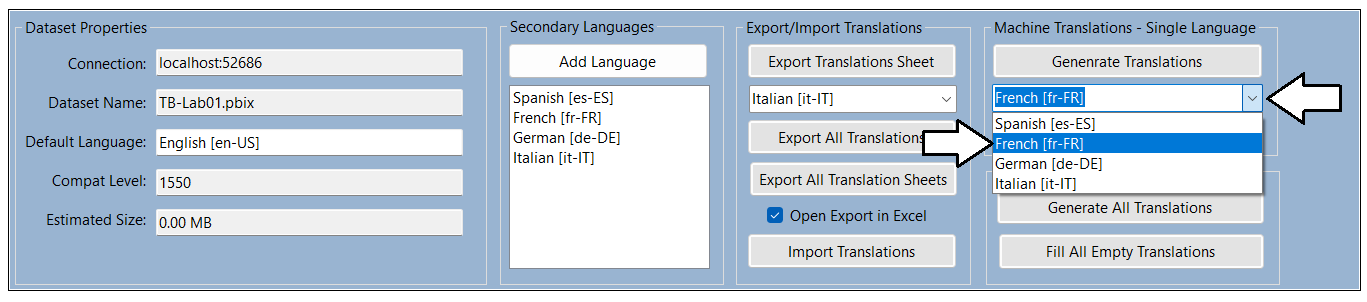 Dataset Properties
Connection: localhost:52686
Dataset Name: TB-Lab01.pbix
Default Language: English [en-US]
Compat Level: 1550
Estimated Size: 0.00 MB
Secondary Languages
Add Language
Spanish [es-ES]
French [fr-FR]
German [de-DE]
Italian [it-IT]
Export/Import Translations
Export Translations Sheet
Italian [it-IT]
Export All Translations
Export All Translation Sheets
Open Export in Excel
Import Translations
Machine Translations - Single Language
Genenrate Translations
French [fr-FR]
Spanish [es-ES]
French [fr-FR]
German [de-DE]
Italian [it-IT]
Generate All Translations
Fill All Empty Translations